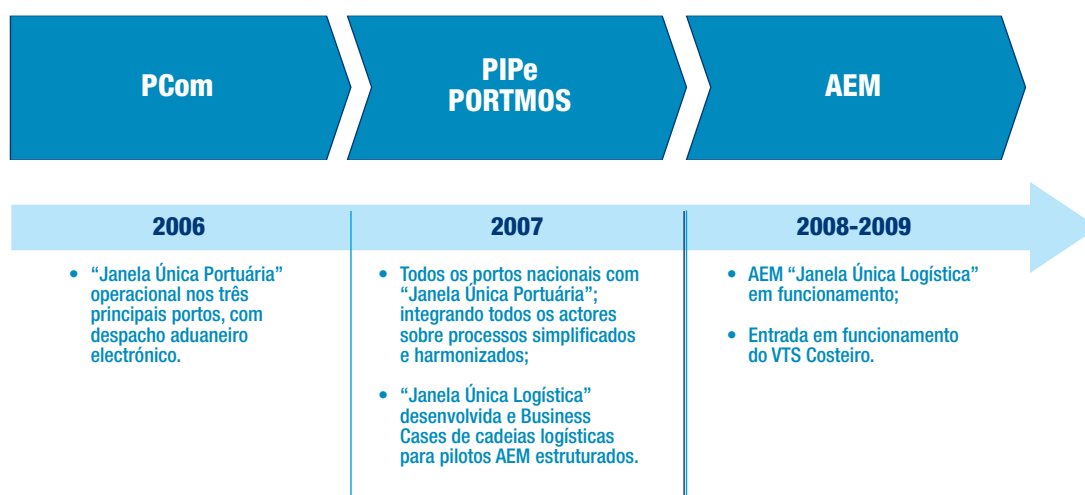 PCom
PIPe
PORTMOS
AEM
2006
2007
2008-2009
• “Janela Única Portuária”
operacional nos três
principais portos, com
despacho aduaneiro
electrónico.
• Todos os portos nacionais com
“Janela Única Portuária”;
integrando todos os actores
sobre processos simplificados
e harmonizados;
• “Janela Única Logística”
desenvolvida e Business
Cases de cadeias logísticas
para pilotos AEM estruturados.
• AEM “Janela Única Logística”
em funcionamento;
• Entrada em funcionamento
do VTS Costeiro.